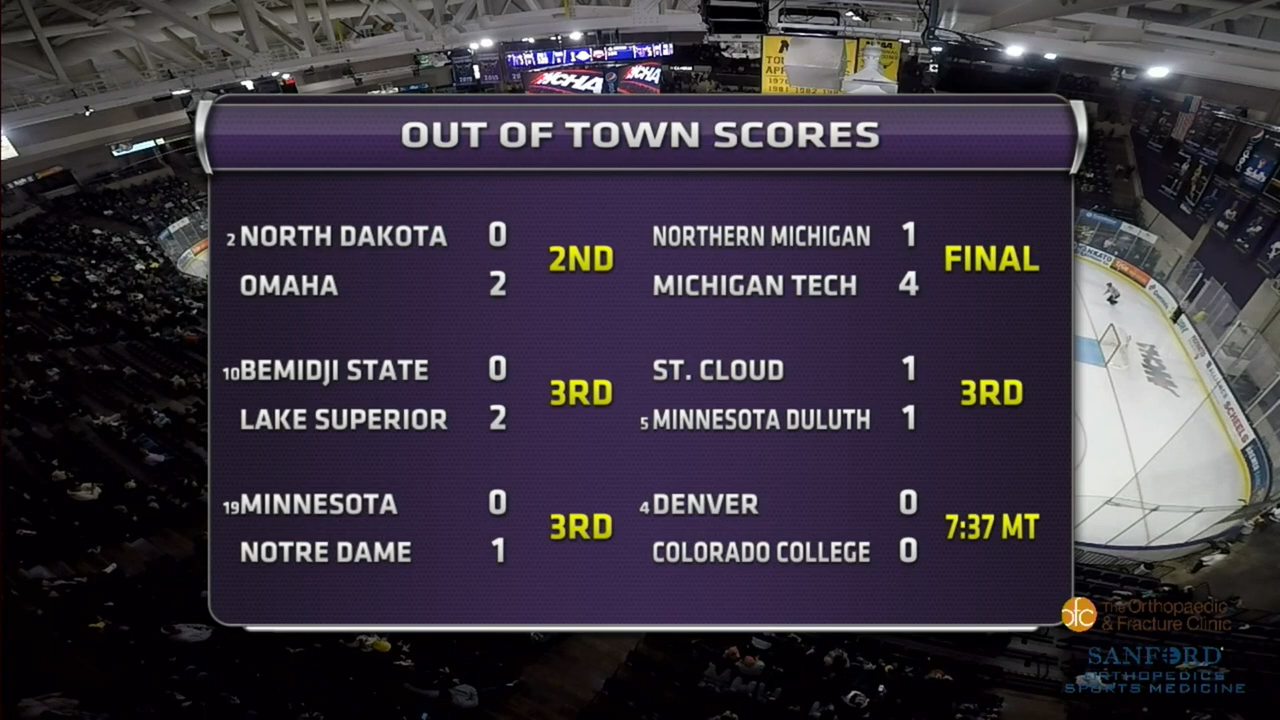 OUT OF TOWN SCORES
2 NORTH DAKOTA 0
OMAHA 2
2ND
NORTHERN MICHIGAN 1
MICHIGAN TECH 4
FINAL
10 BEMIDJI STATE 0
LAKE SUPERIOR 2
3RD
ST. CLOUD 1
5 MINNESOTA DULUTH 1
3RD
19 MINNESOTA 0
NOTRE DAME 1
3RD
4 DENVER 0
COLORADO COLLEGE 0
7:37 MT
NCHA
ofc The Orthopaedic
& Fracture Clinic
SANFORD
ORTHOPEDICS
SPORTS MEDICINE
SCHEELS